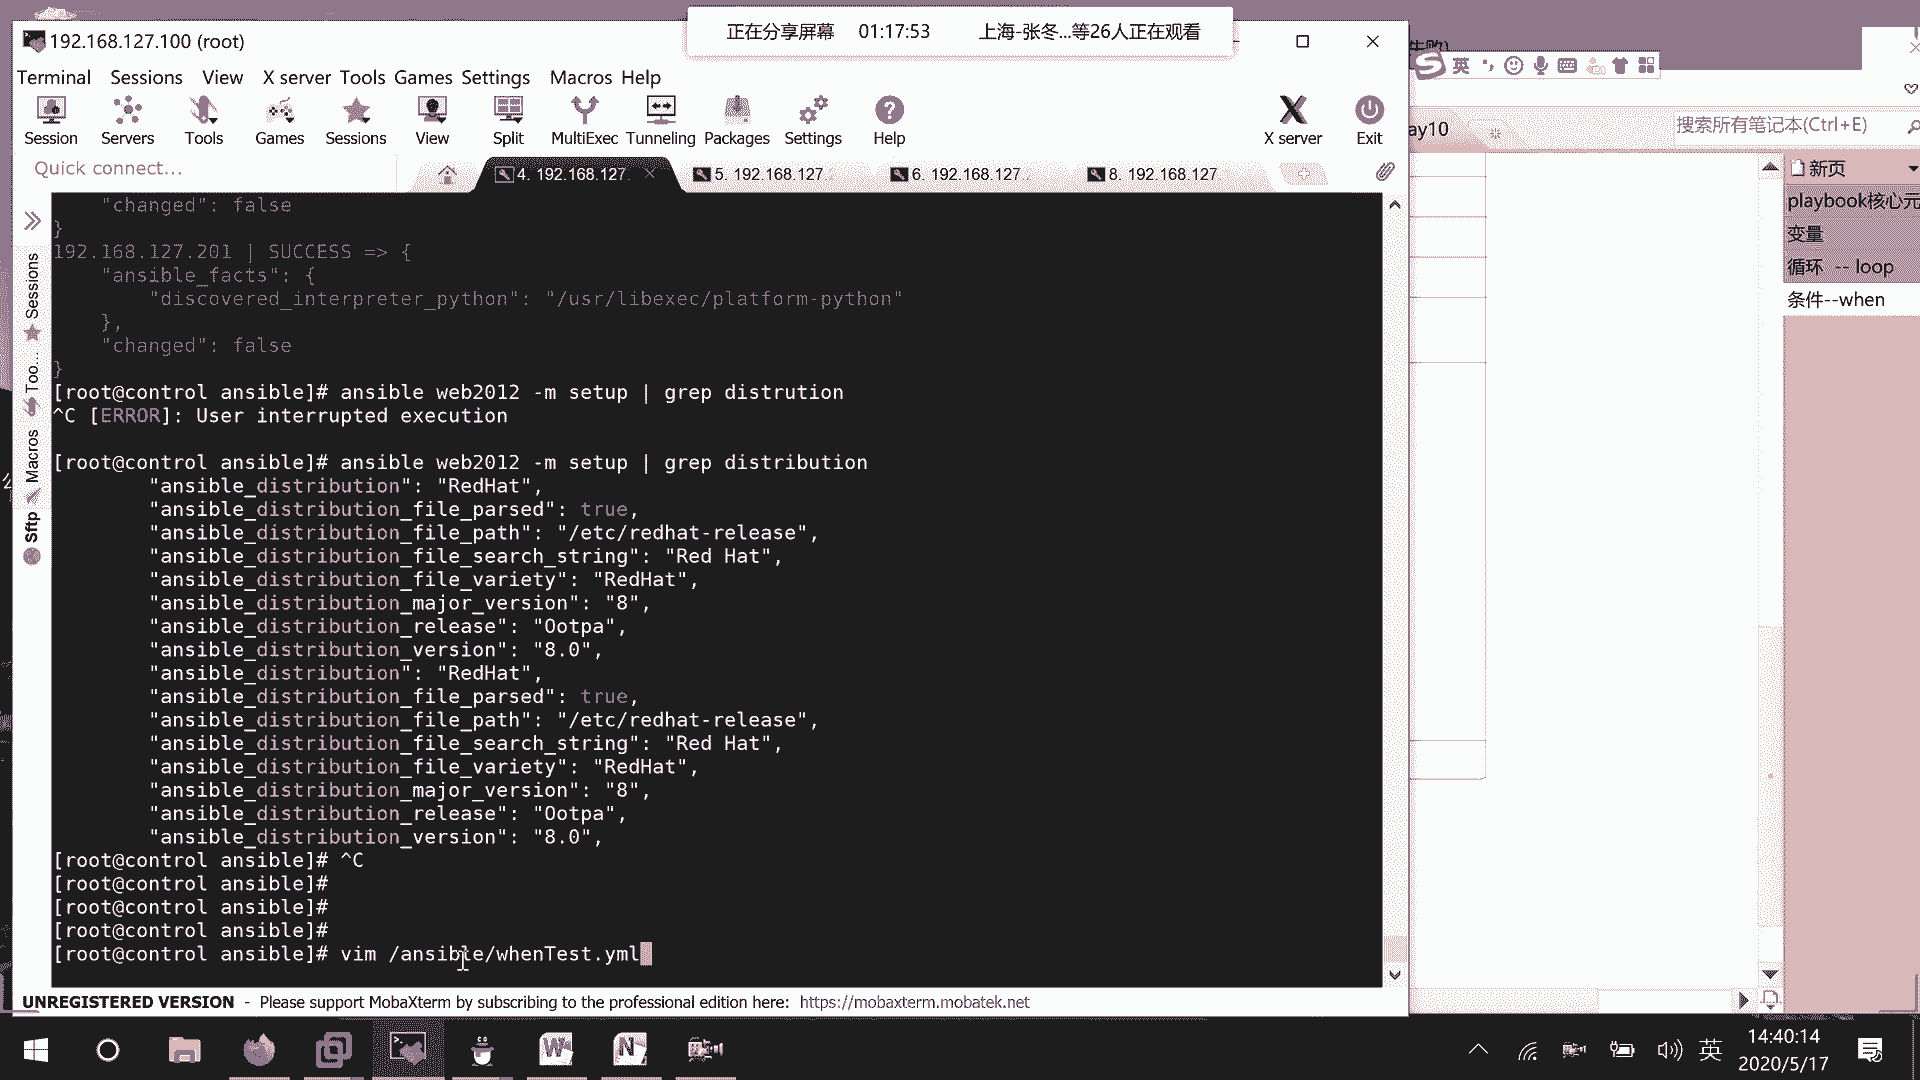 正在分享屏幕 01:17:53 上海-张冬...等26人正在观看
192.168.127.100 (root)
Terminal Sessions View X server Tools Games Settings Macros Help
英
Session Servers Tools Games Sessions View Split MultiExec Tunneling Packages Settings Help X server Exit
ay10
搜索所有笔记本(Ctrl+E)
Quick connect...
4. 192.168.127.
5. 192.168.127..
6. 192.168.127..
8. 192.168.127.
新页
playbook核心元
变量
循环 -- loop
条件--when
Sessions
Too...
Macros
Sftp
"changed": false
}
192.168.127.201 | SUCCESS => {
"ansible_facts": {
"discovered_interpreter_python": "/usr/libexec/platform-python"
},
"changed": false
}
[root@control ansible]# ansible web2012 -m setup | grep distrution
^C [ERROR]: User interrupted execution
[root@control ansible]# ansible web2012 -m setup | grep distribution
"ansible_distribution": "RedHat",
"ansible_distribution_file_parsed": true,
"ansible_distribution_file_path": "/etc/redhat-release",
"ansible_distribution_file_search_string": "Red Hat",
"ansible_distribution_file_variety": "RedHat",
"ansible_distribution_major_version": "8",
"ansible_distribution_release": "Ootpa",
"ansible_distribution_version": "8.0",
"ansible_distribution": "RedHat",
"ansible_distribution_file_parsed": true,
"ansible_distribution_file_path": "/etc/redhat-release",
"ansible_distribution_file_search_string": "Red Hat",
"ansible_distribution_file_variety": "RedHat",
"ansible_distribution_major_version": "8",
"ansible_distribution_release": "Ootpa",
"ansible_distribution_version": "8.0",
[root@control ansible]# ^C
[root@control ansible]#
[root@control ansible]#
[root@control ansible]#
[root@control ansible]# vim /ansible/whenTest.yml
UNREGISTERED VERSION - Please support MobaXterm by subscribing to the professional edition here: https://mobaxterm.mobatek.net
英
14:40:14
2020/5/17